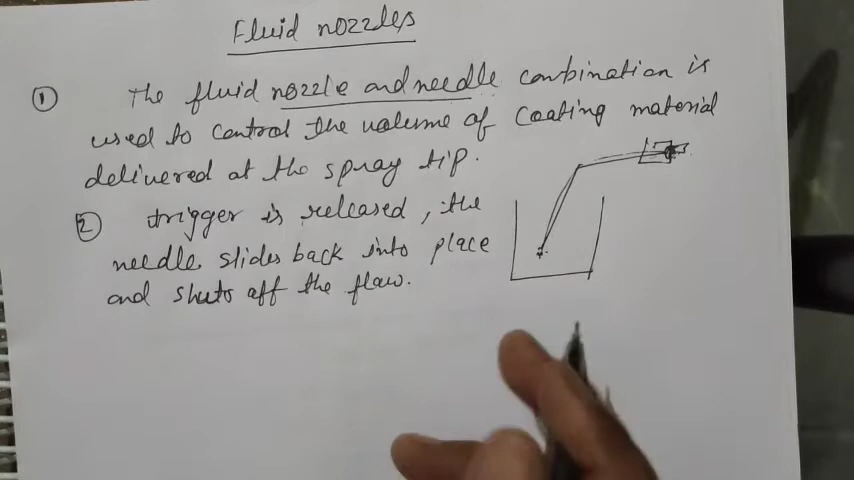 Fluid nozzles
① The fluid nozzle and needle combination is
used to control the volume of coating material
delivered at the spray tip.
② trigger is released, the
needle slides back into place
and shuts off the flow.